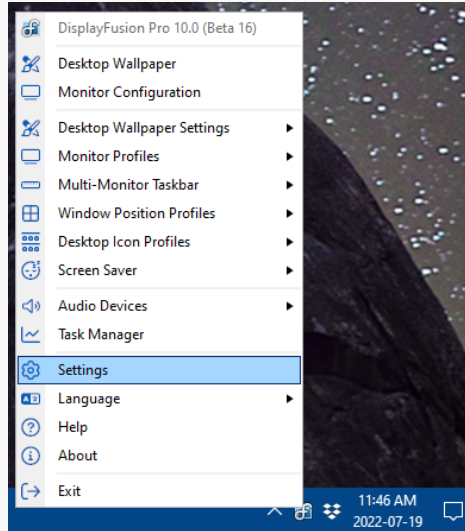 DisplayFusion Pro 10.0 (Beta 16)
Desktop Wallpaper
Monitor Configuration
Desktop Wallpaper Settings
Monitor Profiles
Multi-Monitor Taskbar
Window Position Profiles
Desktop Icon Profiles
Screen Saver
Audio Devices
Task Manager
Settings
Language
Help
About
Exit
11:46 AM
2022-07-19